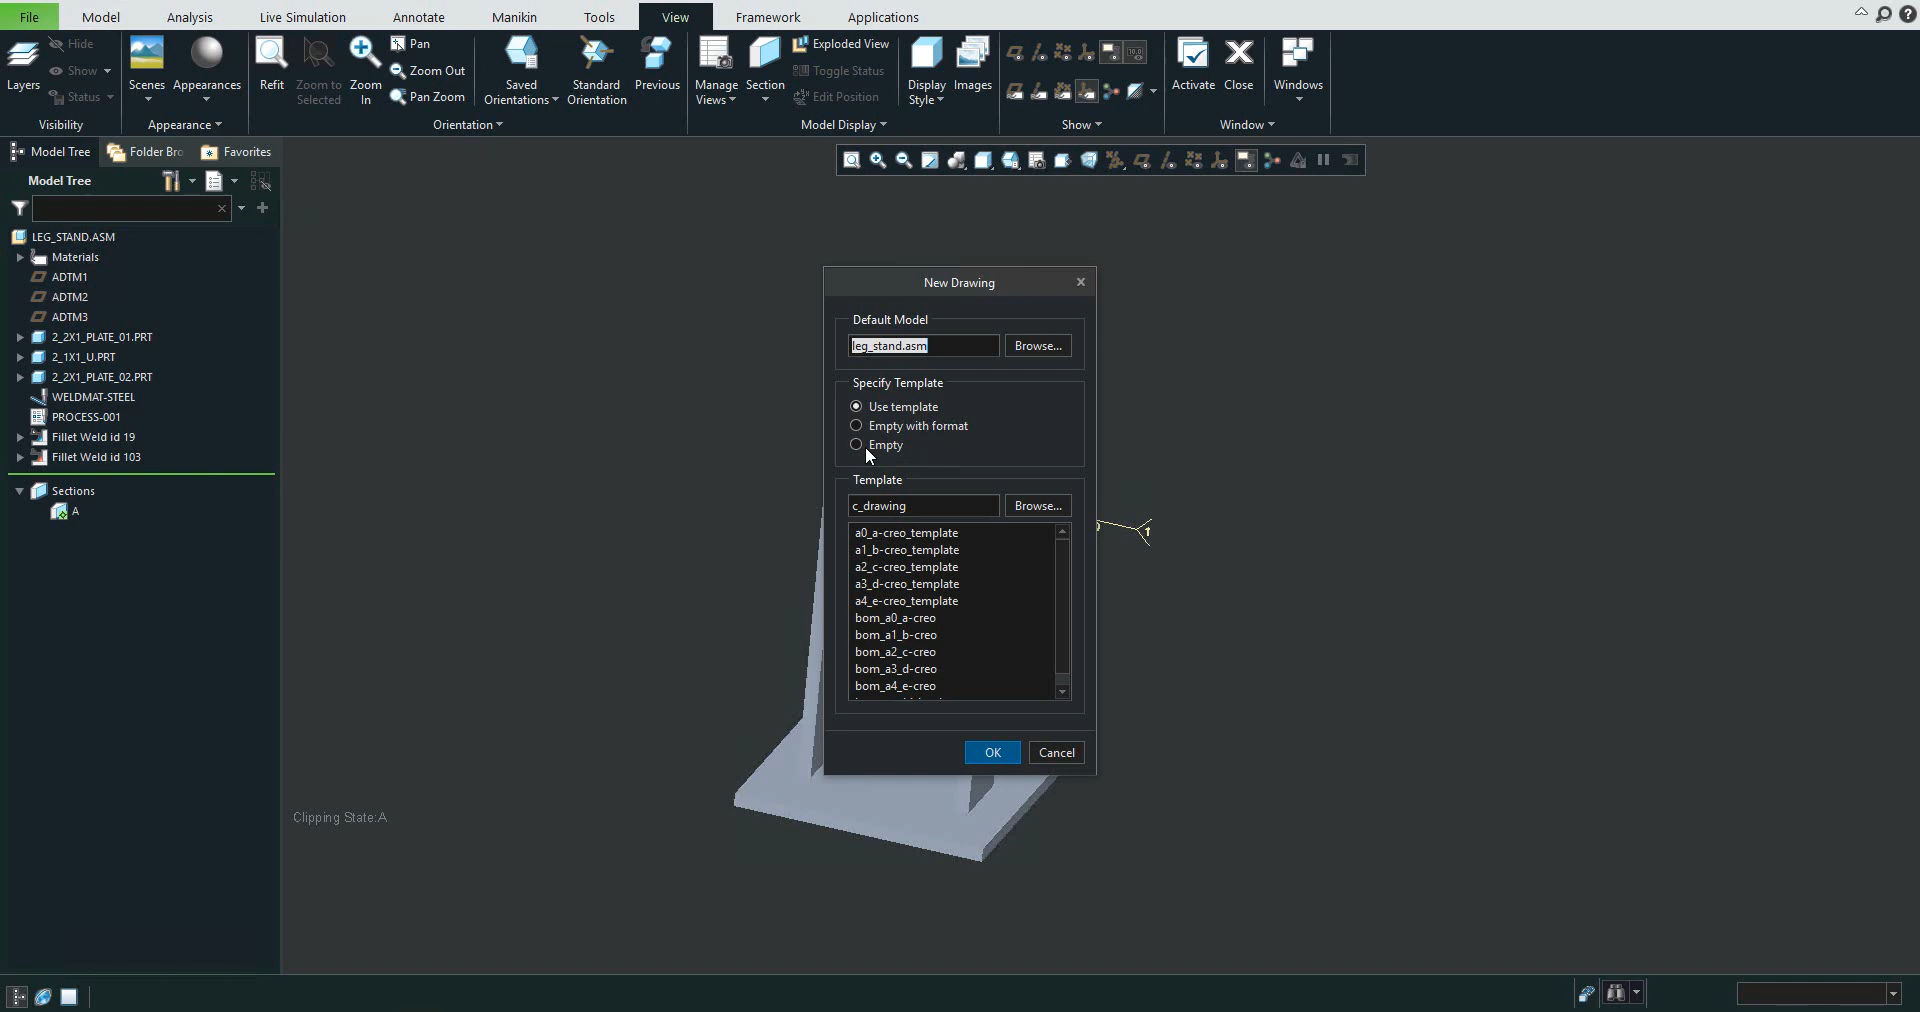 File Model Analysis Live Simulation Annotate Manikin Tools View Framework Applications
Layers
Hide
Show
Status
Visibility
Scenes
Appearances
Appearance
Refit
Zoom to Selected
Zoom In
Pan
Zoom Out
Pan Zoom
Saved Orientations
Standard Orientation
Previous
Orientation
Manage Views
Section
Exploded View
Toggle Status
Edit Position
Display Style
Images
Model Display
Show
Activate
Close
Windows
Window
Model Tree Folder Bro Favorites
Model Tree
LEG_STAND.ASM
Materials
ADTM1
ADTM2
ADTM3
2_2X1_PLATE_01.PRT
2_1X1_U.PRT
2_2X1_PLATE_02.PRT
WELDMAT-STEEL
PROCESS-001
Fillet Weld id 19
Fillet Weld id 103
Sections
A
New Drawing
Default Model
leg_stand.asm Browse...
Specify Template
Use template
Empty with format
Empty
Template
c_drawing Browse...
a0_a-creo_template
a1_b-creo_template
a2_c-creo_template
a3_d-creo_template
a4_e-creo_template
bom_a0_a-creo
bom_a1_b-creo
bom_a2_c-creo
bom_a3_d-creo
bom_a4_e-creo
OK Cancel
1
Clipping State:A